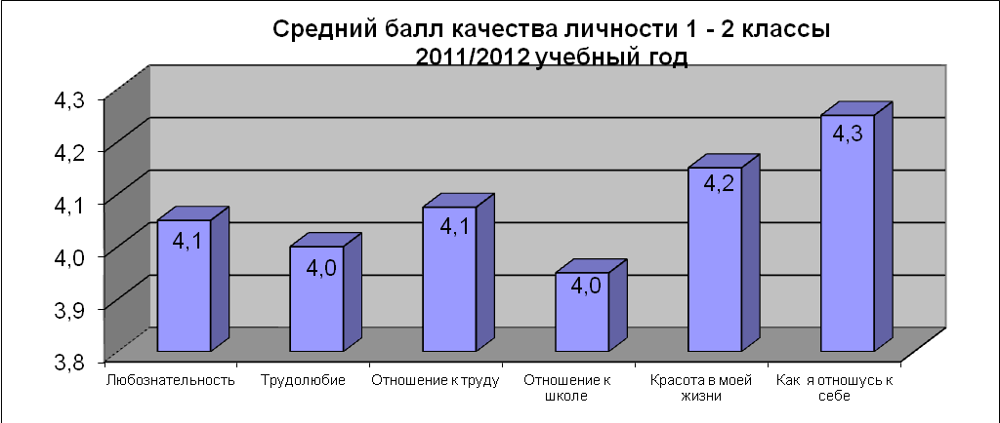 Средний балл качества личности 1 - 2 классы
2011/2012 учебный год
4,3
4,2
4,1
4,0
3,9
3,8
4,1
4,0
4,1
4,0
4,2
4,3
Любознательность
Трудолюбие
Отношение к труду
Отношение к
школе
Красота в моей
жизни
Как я отношусь к
себе